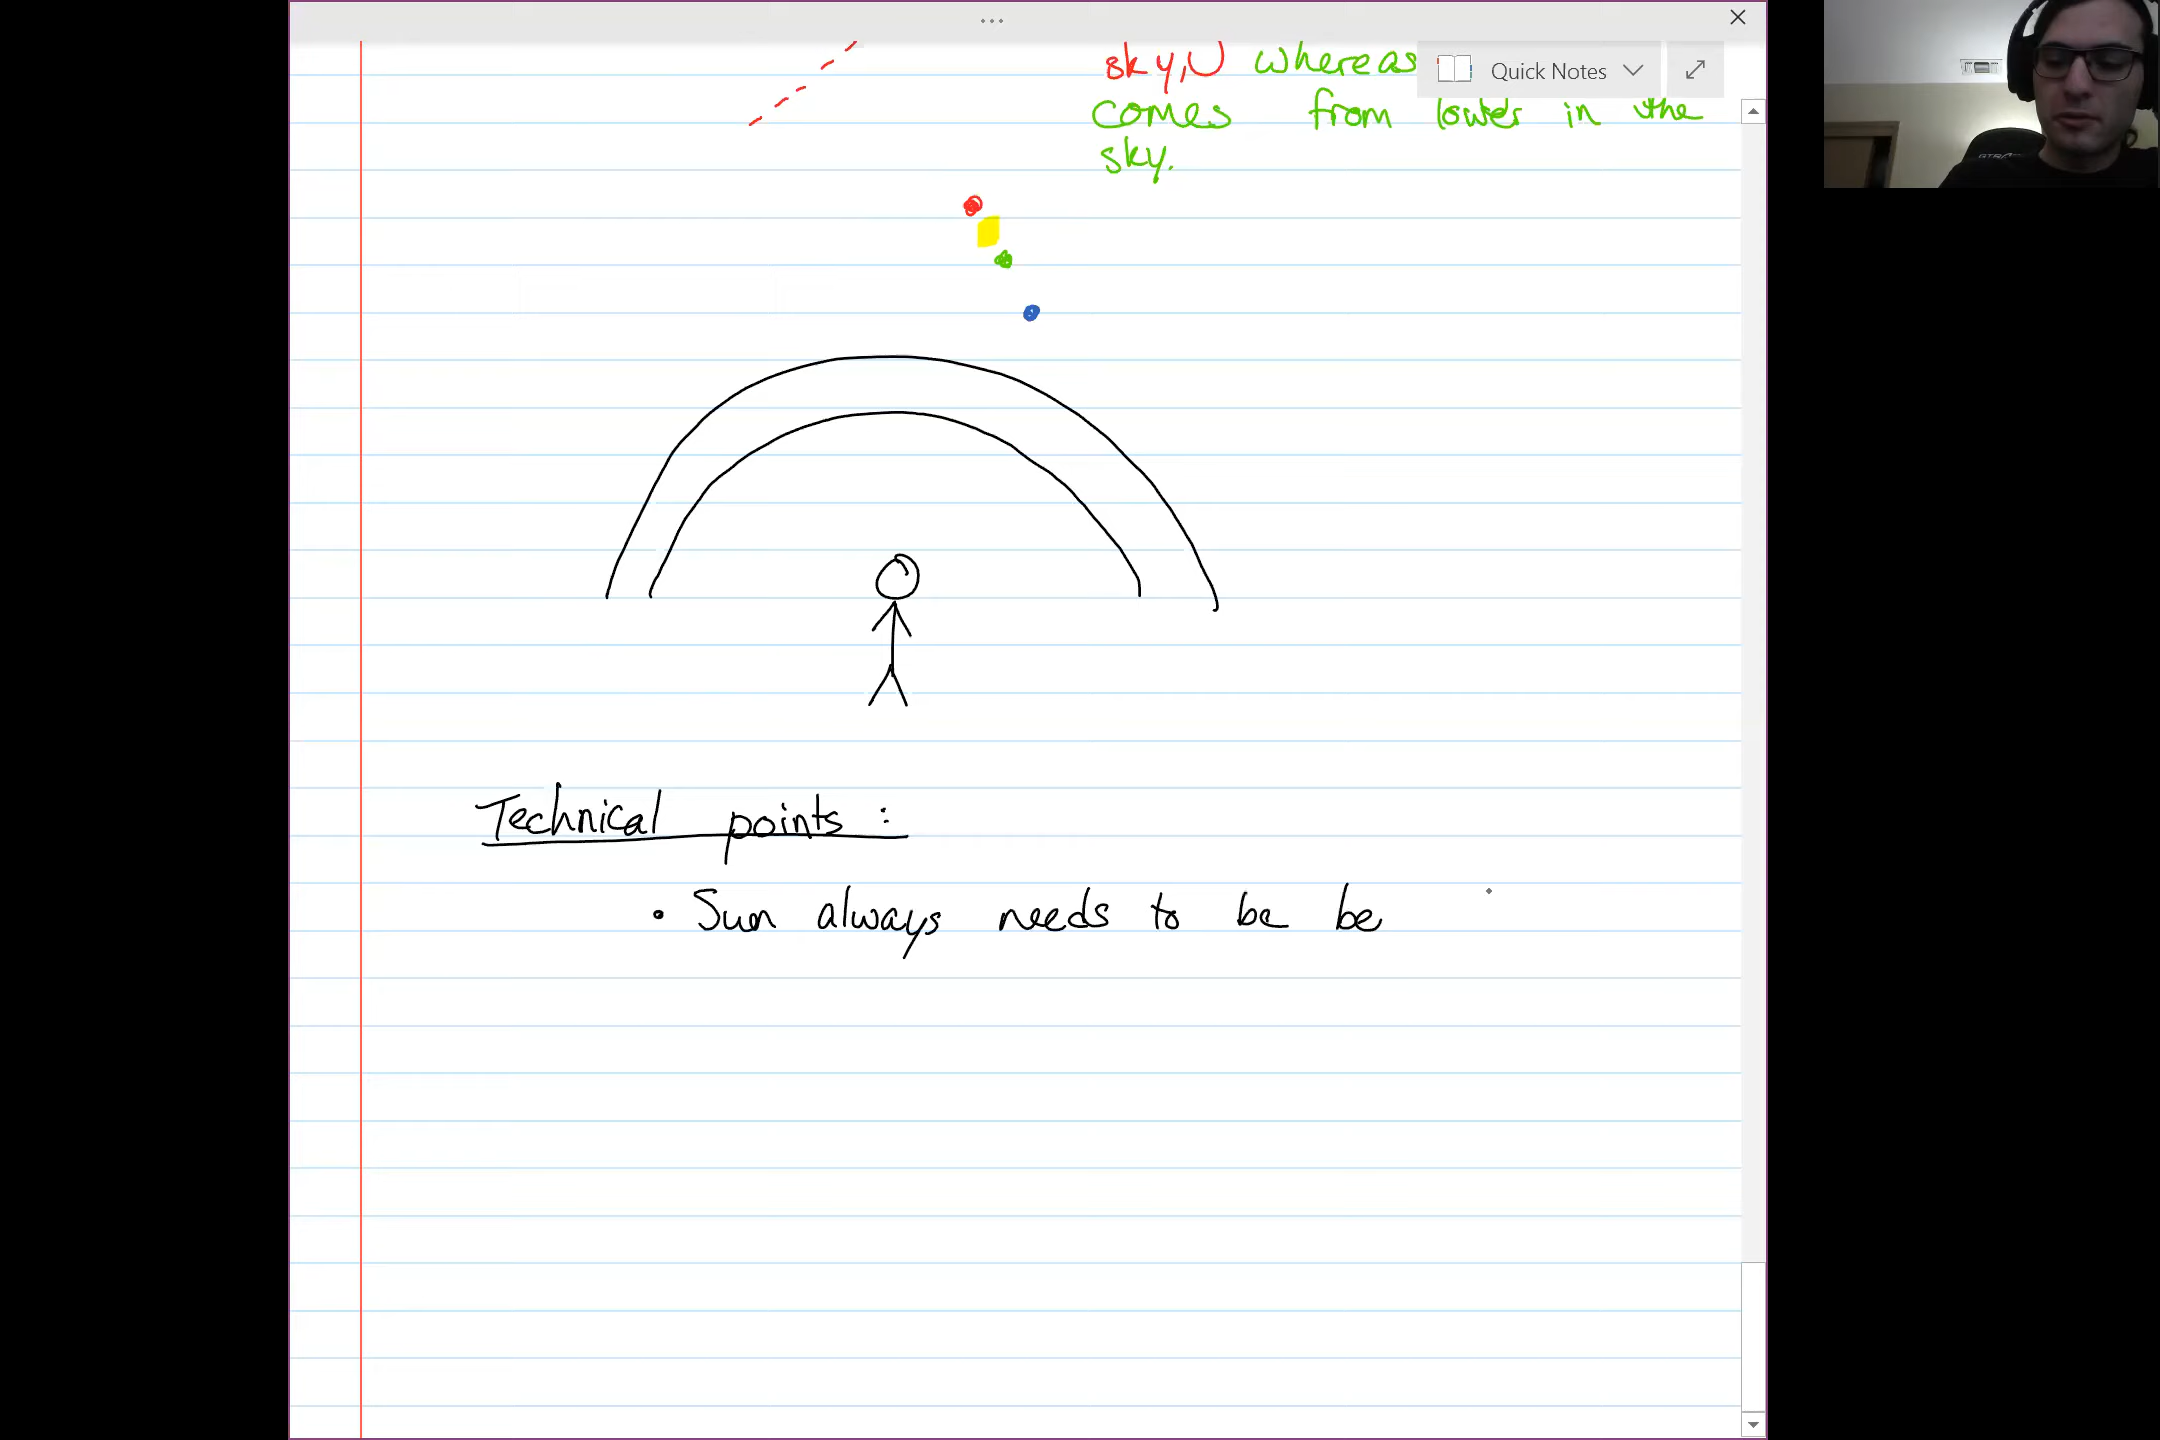 sky, whereas
Quick Notes
comes from lower in the
sky.
Technical points :
• Sun always needs to be be